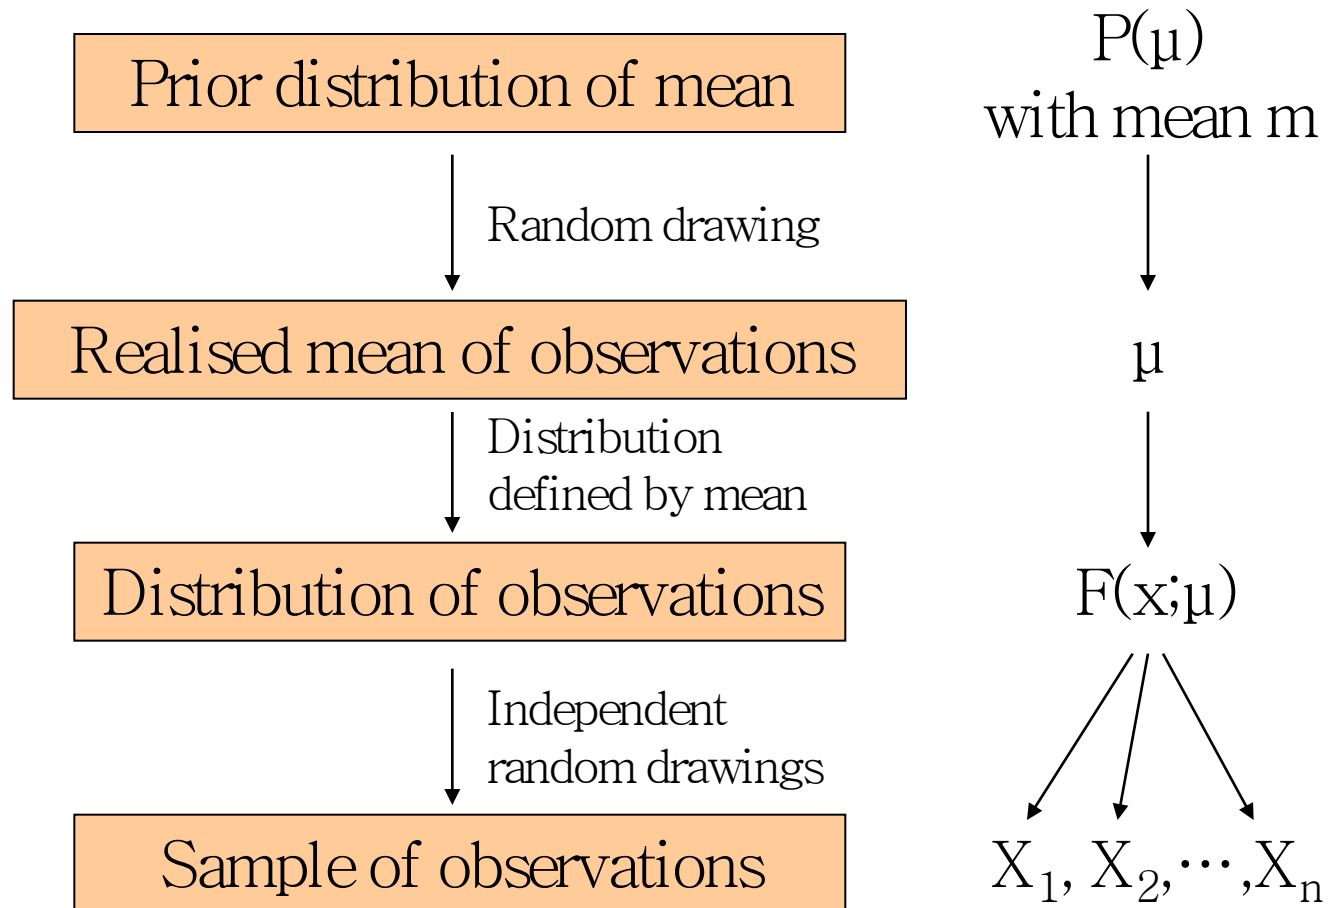 Prior distribution of mean
P(µ)
with mean m
Random drawing
Realised mean of observations
µ
Distribution
defined by mean
Distribution of observations
F(x;µ)
Independent
random drawings
Sample of observations
X₁, X₂,…,Xₙ